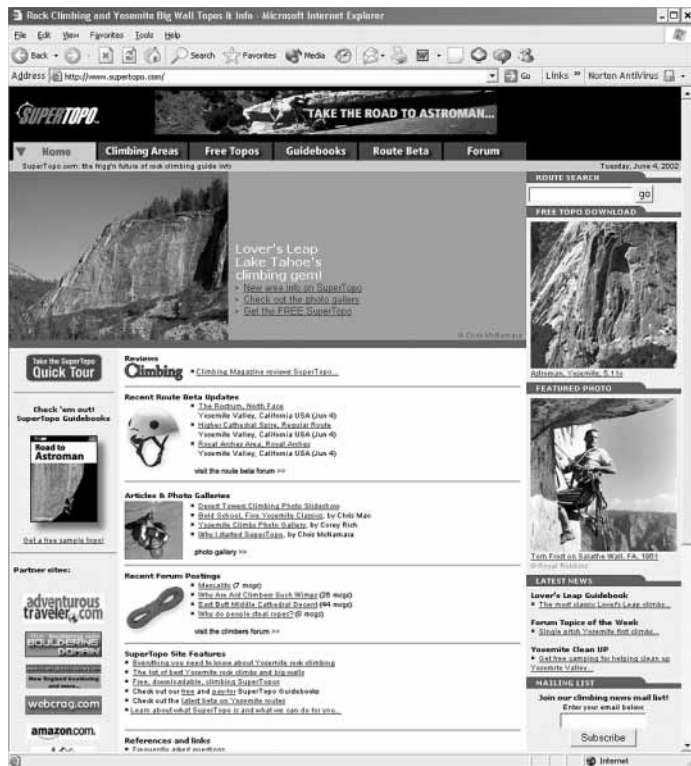 Rock Climbing and Yosemite Big Wall Topos & Info - Microsoft Internet Explorer
File Edit View Favorites Tools Help
Back Search Favorites Media
Address http://www.supertopo.com/ Go Links Norton AntiVirus
SUPERTOPO
TAKE THE ROAD TO ASTROMAN...
Home Climbing Areas Free Topos Guidebooks Route Beta Forum
SuperTopo.com: the frigg'n future of rock climbing guide info
Tuesday, June 4, 2002
Lover's Leap
Lake Tahoe's
climbing gem!
New area info on SuperTopo
Check out the photo gallery
Get the FREE SuperTopo
© Chris McNamara
Take the SuperTopo
Quick Tour
Check 'em out!
SuperTopo Guidebooks
Road to
Astroman
Get a free sample topo!
Partner sites:
adventurous
traveler.com
BOULDERING
DOMAIN
New England bouldering
and more...
webcrag.com
amazon.com.
Reviews
Climbing Climbing Magazine reviews SuperTopo...
Recent Route Beta Updates
The Rostrum, North Face
Yosemite Valley, California USA (Jun 4)
Higher Cathedral Spire, Regular Route
Yosemite Valley, California USA (Jun 4)
Royal Arches Area, Royal Arches
Yosemite Valley, California USA (Jun 4)
visit the route beta forum >>
Articles & Photo Galleries
Desert Towers Climbing Photo Slideshow
Bold School, Five Yosemite Classics, by Chris Mac
Yosemite Climbs Photo Gallery, by Corey Rich
Why I started SuperTopo, by Chris McNamara
photo gallery >>
Recent Forum Postings
(7 msgs)
Why Are Aid Climbers Such Wimps (26 msgs)
East Butt Middle Cathedral Decent (44 msgs)
Why do people steal ropes? (6 msgs)
visit the climbers forum >>
SuperTopo Site Features
Everything you need to know about Yosemite rock climbing
The list of best Yosemite rock climbs and big walls
Free, downloadable, climbing SuperTopos
Check out our free and pay-for SuperTopo Guidebooks
Check out the latest beta on Yosemite routes
Learn about what SuperTopo is and what we can do for you...
References and links
Frequently asked questions
ROUTE SEARCH
go
FREE TOPO DOWNLOAD
Astroman, Yosemite, 5.11c
FEATURED PHOTO
Tom Frost on Salathe Wall, FA, 1961
© Royal Robbins
LATEST NEWS
Lover's Leap Guidebook
The most classic Lover's Leap climbs...
Forum Topics of the Week
Single pitch Yosemite first climbs...
Yosemite Clean UP
Get free camping for helping clean up
Yosemite Valley...
MAILING LIST
Join our climbing news mail list!
Enter your email below:
Subscribe
Internet